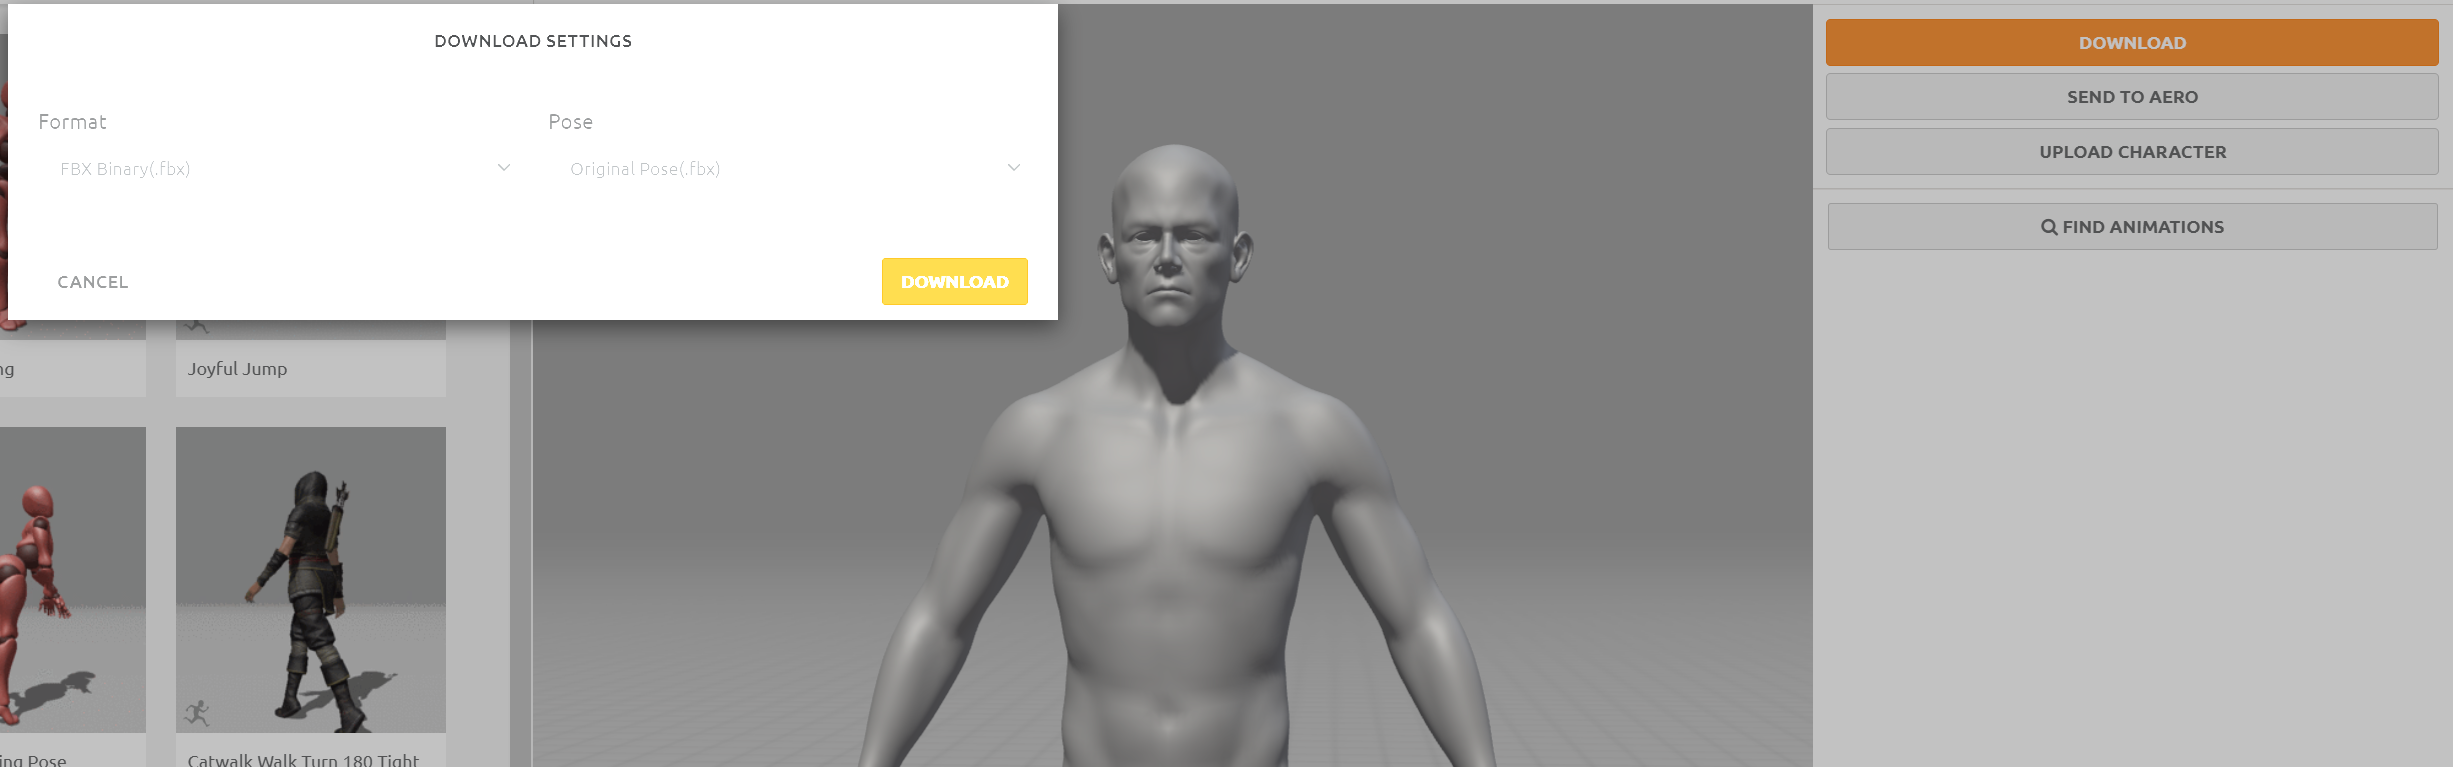 DOWNLOAD SETTINGS
Format
Pose
FBX Binary(.fbx)
Original Pose(.fbx)
CANCEL
DOWNLOAD
Joyful Jump
Catwalk Walk Turn 180 Tight
ng
ing Pose
DOWNLOAD
SEND TO AERO
UPLOAD CHARACTER
FIND ANIMATIONS